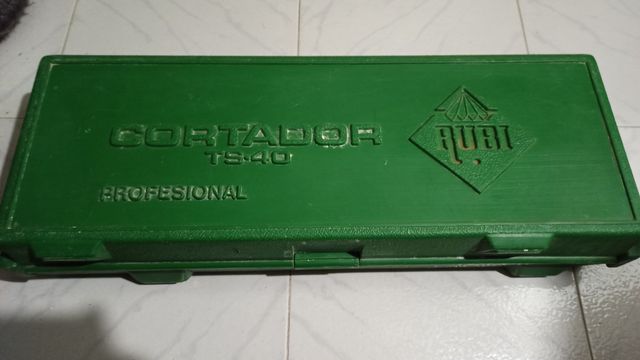 CORTADOR
TS-40
PROFESIONAL
RUBI